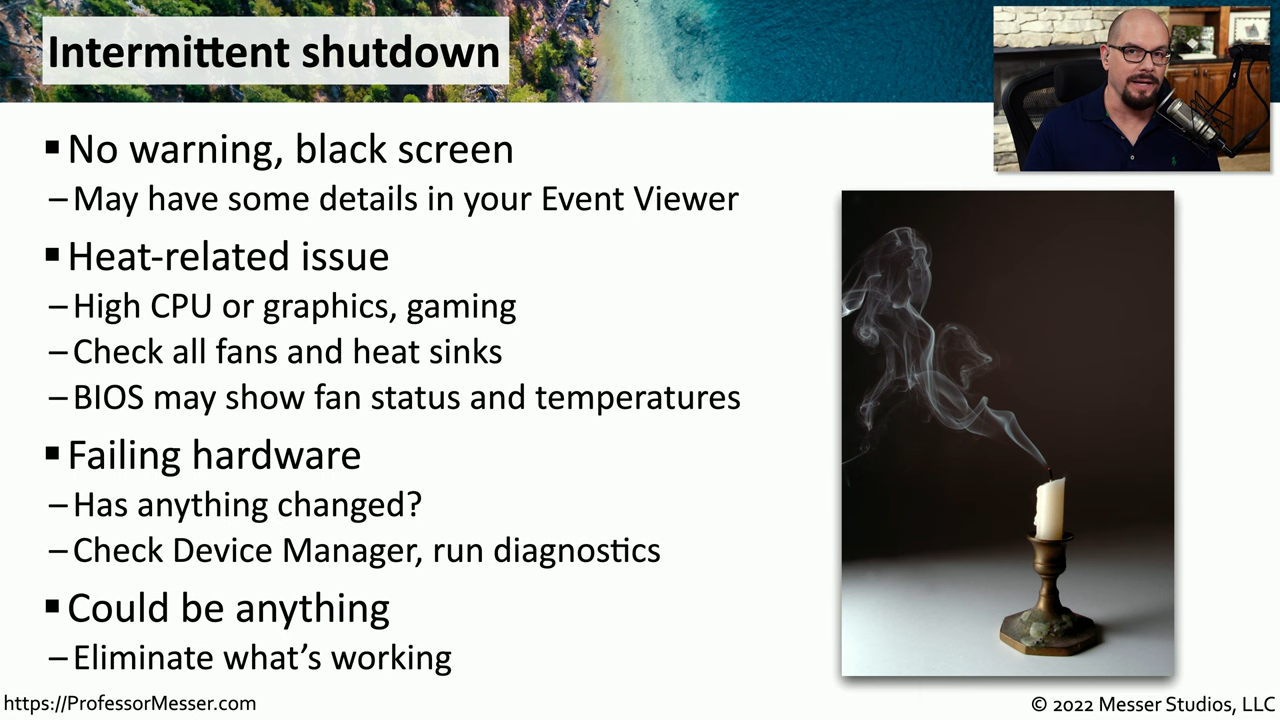 Intermittent shutdown
▪ No warning, black screen
– May have some details in your Event Viewer
▪ Heat-related issue
– High CPU or graphics, gaming
– Check all fans and heat sinks
– BIOS may show fan status and temperatures
▪ Failing hardware
– Has anything changed?
– Check Device Manager, run diagnostics
▪ Could be anything
– Eliminate what's working
https://ProfessorMesser.com
© 2022 Messer Studios, LLC